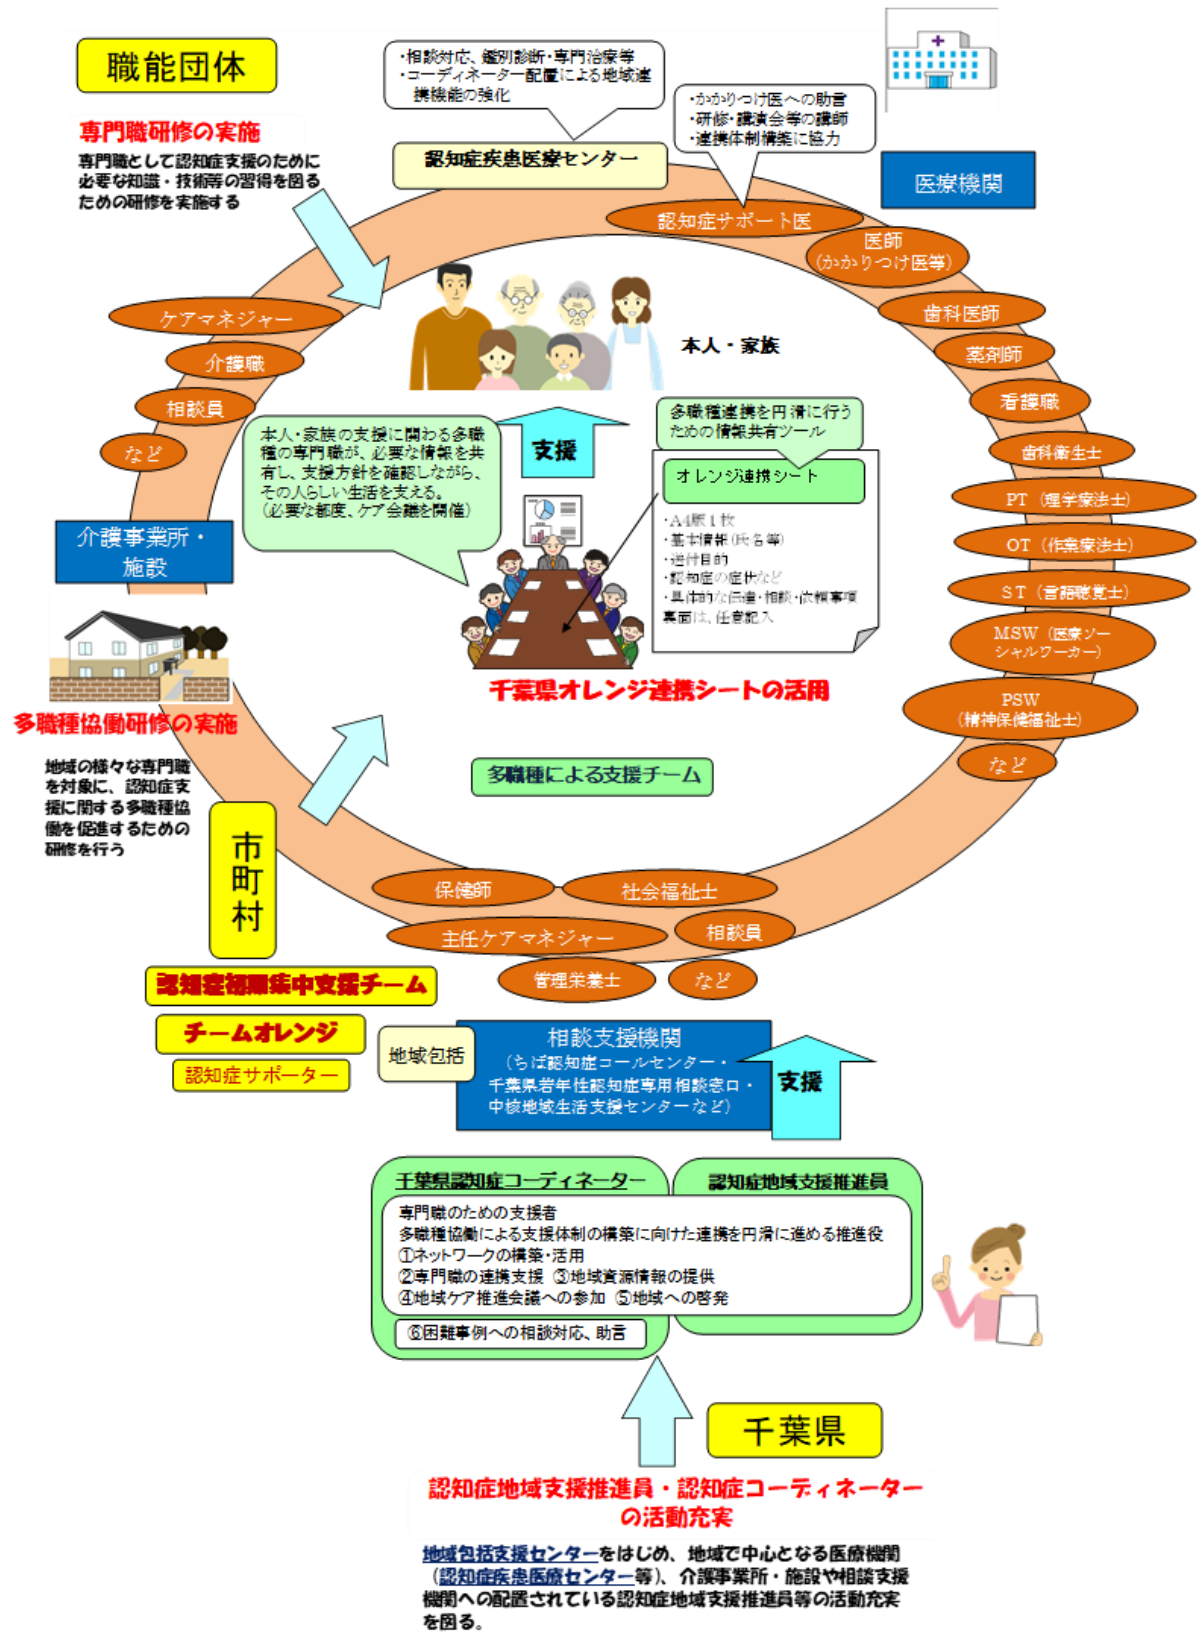 職能団体
専門職研修の実施
専門職として認知症支援のために
必要な知識・技術等の習得を図る
ための研修を実施する
・相談対応、鑑別診断・専門治療等
・コーディネーター配置による地域連
携機能の強化
認知症疾患医療センター
・かかりつけ医への助言
・研修・講演会等の講師
・連携体制構築に協力
医療機関
認知症サポート医
医師
(かかりつけ医等)
歯科医師
薬剤師
看護職
歯科衛生士
PT（理学療法士）
OT（作業療法士）
ST（言語聴覚士）
MSW（医療ソー
シャルワーカー）
PSW
（精神保健福祉士）
など
ケアマネジャー
介護職
相談員
など
介護事業所・
施設
本人・家族
支援
本人・家族の支援に関わる多職
種の専門職が、必要な情報を共
有し、支援方針を確認しながら、
その人らしい生活を支える。
（必要な都度、ケア会議を開催）
多職種連携を円滑に行う
ための情報共有ツール
オレンジ連携シート
・A4版１枚
・基本情報(氏名等)
・送付目的
・認知症の症状など
・具体的な伝達・相談・依頼事項
裏面は、任意記入
千葉県オレンジ連携シートの活用
多職種による支援チーム
多職種協働研修の実施
地域の様々な専門職
を対象に、認知症支
援に関する多職種協
働を促進するための
研修を行う
市町村
認知症初期集中支援チーム
チームオレンジ
認知症サポーター
保健師
社会福祉士
主任ケアマネジャー
相談員
管理栄養士
など
地域包括
相談支援機関
（ちば認知症コールセンター・
千葉県若年性認知症専用相談窓口・
中核地域生活支援センターなど）
支援
千葉県認知症コーディネーター
認知症地域支援推進員
専門職のための支援者
多職種協働による支援体制の構築に向けた連携を円滑に進める推進役
①ネットワークの構築・活用
②専門職の連携支援 ③地域資源情報の提供
④地域ケア推進会議への参加 ⑤地域への啓発
⑥困難事例への相談対応、助言
千葉県
認知症地域支援推進員・認知症コーディネーター
の活動充実
地域包括支援センターをはじめ、地域で中心となる医療機関
（認知症疾患医療センター等）、介護事業所・施設や相談支援
機関への配置されている認知症地域支援推進員等の活動充実
を図る。